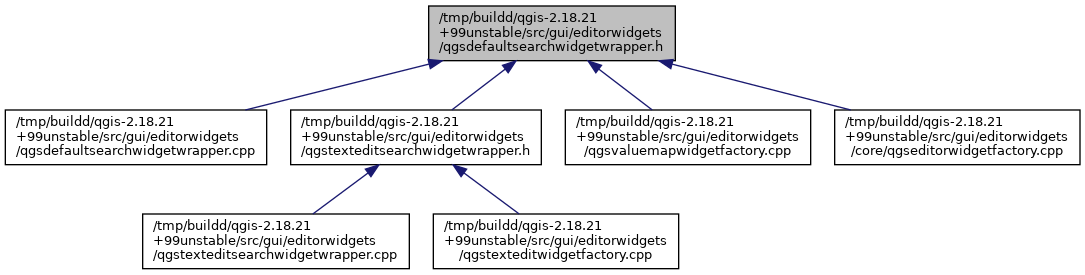 /tmp/buildd/qgis-2.18.21
+99unstable/src/gui/editorwidgets
/qgsdefaultsearchwidgetwrapper.h
/tmp/buildd/qgis-2.18.21
+99unstable/src/gui/editorwidgets
/qgsdefaultsearchwidgetwrapper.cpp
/tmp/buildd/qgis-2.18.21
+99unstable/src/gui/editorwidgets
/qgstexteditsearchwidgetwrapper.h
/tmp/buildd/qgis-2.18.21
+99unstable/src/gui/editorwidgets
/qgsvaluemapwidgetfactory.cpp
/tmp/buildd/qgis-2.18.21
+99unstable/src/gui/editorwidgets
/core/qgseditorwidgetfactory.cpp
/tmp/buildd/qgis-2.18.21
+99unstable/src/gui/editorwidgets
/qgstexteditsearchwidgetwrapper.cpp
/tmp/buildd/qgis-2.18.21
+99unstable/src/gui/editorwidgets
/qgstexteditwidgetfactory.cpp